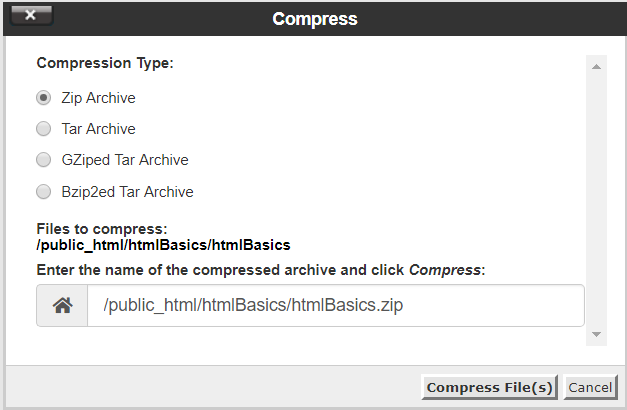 Compress
Compression Type:
Zip Archive
Tar Archive
GZiped Tar Archive
Bzip2ed Tar Archive
Files to compress:
/public_html/htmlBasics/htmlBasics
Enter the name of the compressed archive and click Compress:
/public_html/htmlBasics/htmlBasics.zip
Compress File(s) Cancel